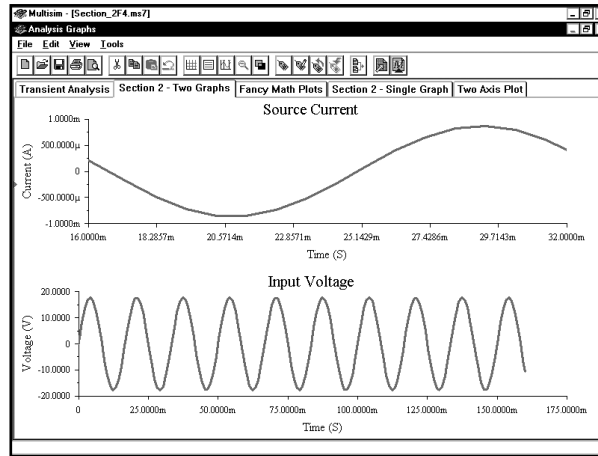 Multisim - [Section_2F4.ms7]
Analysis Graphs
File Edit View Tools
Transient Analysis Section 2 - Two Graphs Fancy Math Plots Section 2 - Single Graph Two Axis Plot
Source Current
Current (A)
1.0000m
500.0000µ
0
-500.0000µ
-1.0000m
16.0000m 18.2857m 20.5714m 22.8571m 25.1429m 27.4286m 29.7143m 32.0000m
Time (S)
Input Voltage
Voltage (V)
20.0000
10.0000
0
-10.0000
-20.0000
0 25.0000m 50.0000m 75.0000m 100.0000m 125.0000m 150.0000m 175.0000m
Time (S)